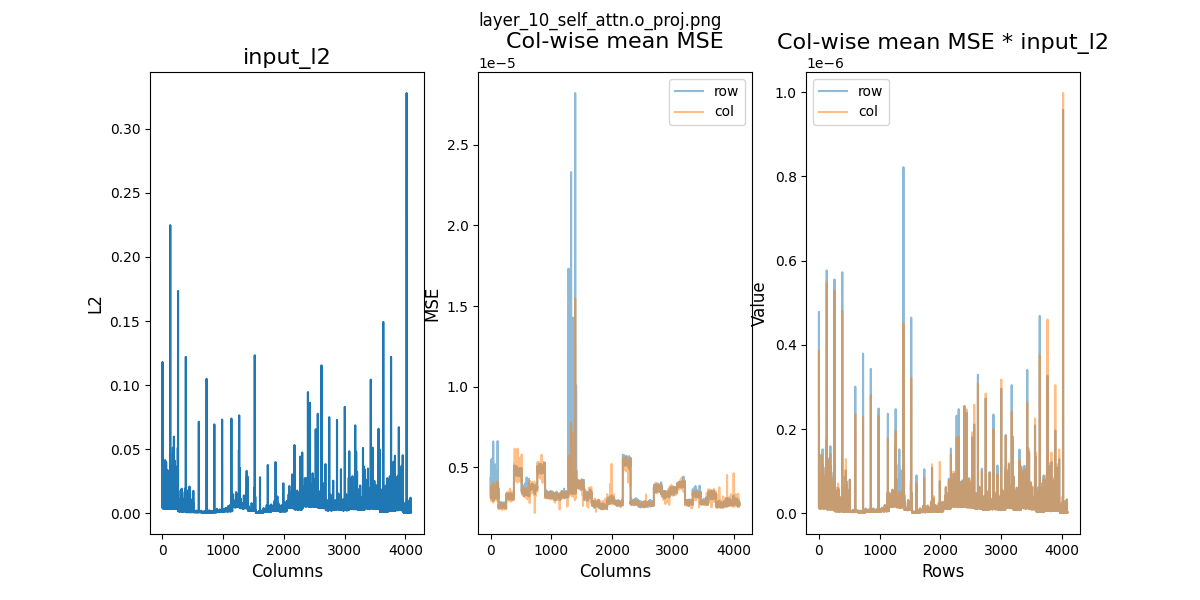 layer_10_self_attn.o_proj.png
input_l2
L2
0.30
0.25
0.20
0.15
0.10
0.05
0.00
0 1000 2000 3000 4000
Columns
Col-wise mean MSE
1e−5
row
col
MSE
2.5
2.0
1.5
1.0
0.5
0 1000 2000 3000 4000
Columns
Col-wise mean MSE * input_l2
1e−6
row
col
Value
1.0
0.8
0.6
0.4
0.2
0.0
0 1000 2000 3000 4000
Rows